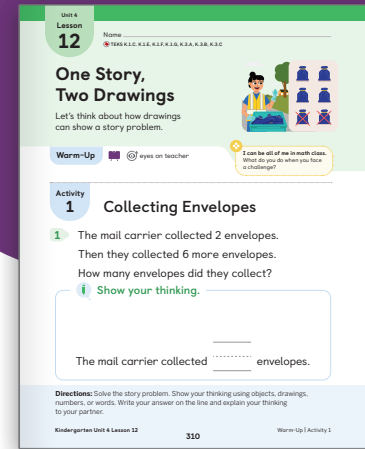 Unit 4
Lesson
12
Name
TEKS K.1.C, K.1.E, K.1.F, K.1.G, K.3.A, K.3.B, K.3.C
One Story,
Two Drawings
Let's think about how drawings
can show a story problem.
Warm-Up
eyes on teacher
I can be all of me in math class.
What do you do when you face
a challenge?
Activity
1
Collecting Envelopes
1 The mail carrier collected 2 envelopes.
Then they collected 6 more envelopes.
How many envelopes did they collect?
Show your thinking.
The mail carrier collected envelopes.
Directions: Solve the story problem. Show your thinking using objects, drawings,
numbers, or words. Write your answer on the line and explain your thinking
to your partner.
Kindergarten Unit 4 Lesson 12
310
Warm-Up | Activity 1